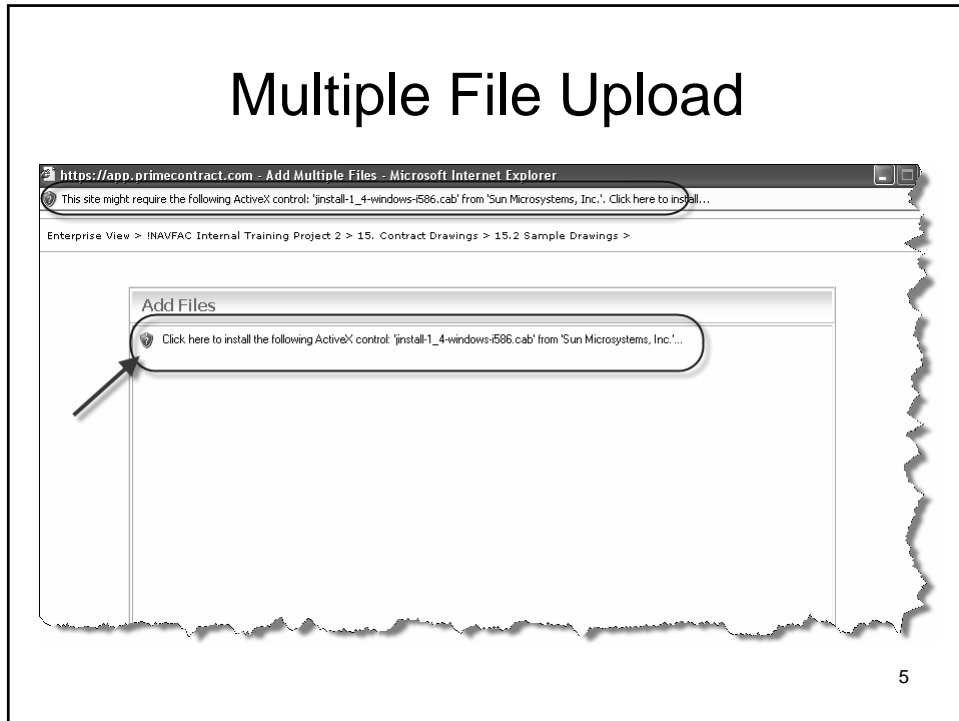 Multiple File Upload
https://app.primecontract.com - Add Multiple Files - Microsoft Internet Explorer
This site might require the following ActiveX control: 'jinstall-1_4-windows-i586.cab' from 'Sun Microsystems, Inc.'. Click here to install...
Enterprise View > !NAVFAC Internal Training Project 2 > 15. Contract Drawings > 15.2 Sample Drawings >
Add Files
Click here to install the following ActiveX control: 'jinstall-1_4-windows-i586.cab' from 'Sun Microsystems, Inc.'...
5